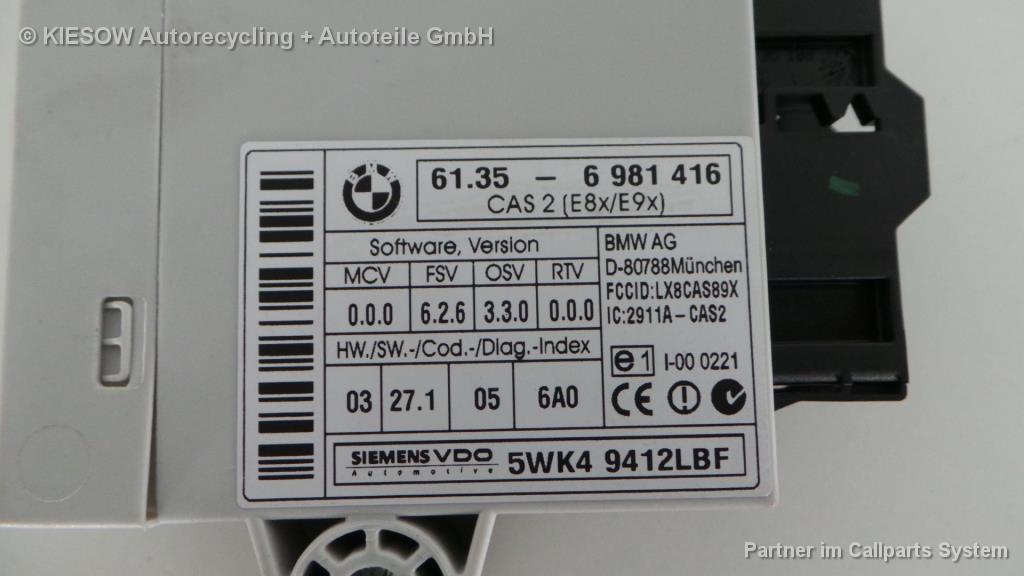 © KIESOW Autorecycling + Autoteile GmbH
BMW
61.35 – 6 981 416
CAS 2 (E8x/E9x)
Software, Version
MCV FSV OSV RTV
0.0.0 6.2.6 3.3.0 0.0.0
HW./SW.-/Cod.-/Diag.-Index
03 27.1 05 6A0
BMW AG
D-80788München
FCCID:LX8CAS89X
IC:2911A-CAS2
e1 I-00 0221
CE
SIEMENS VDO
Automotive
5WK4 9412LBF
Partner im Callparts System